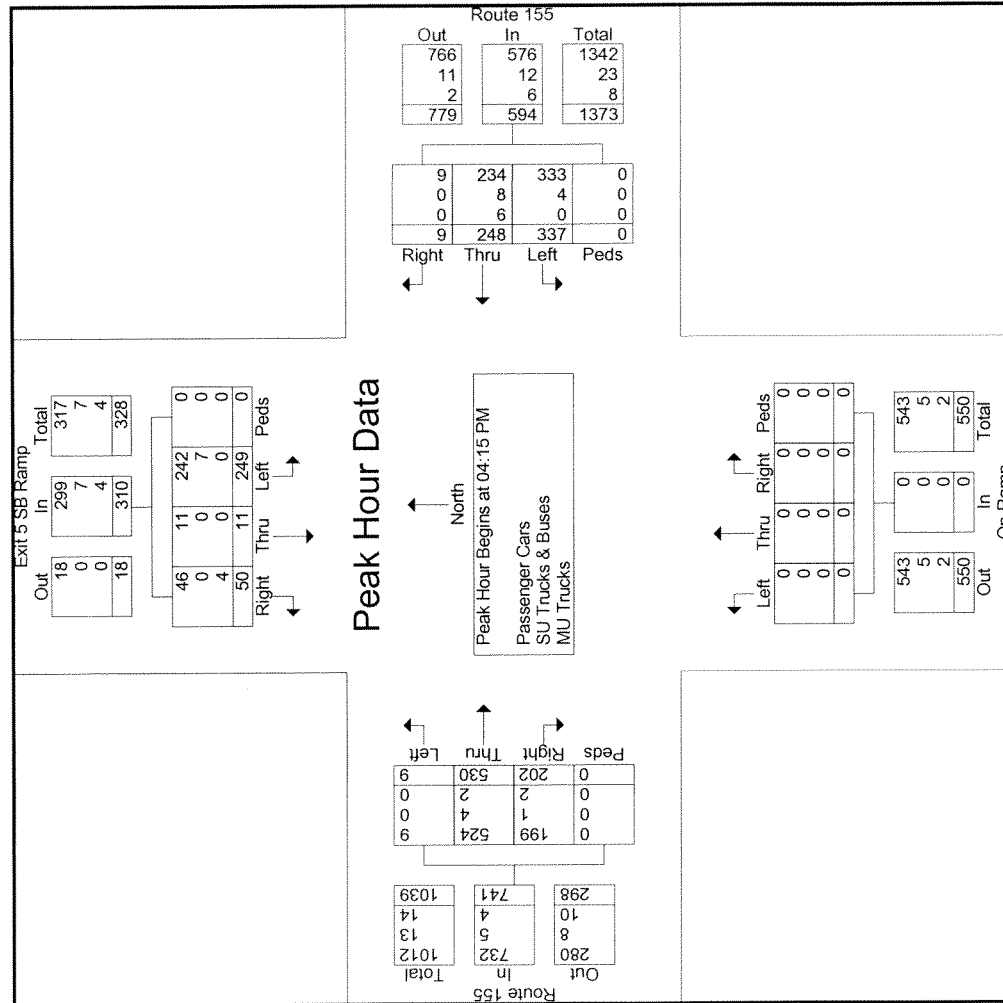 Route 155
Out In Total
766 576 1342
11 12 23
2 6 8
779 594 1373
9 234 333 0
0 8 4 0
0 6 0 0
9 248 337 0
Right Thru Left Peds
Exit 5 SB Ramp
Out In Total
18 299 317
0 7 7
0 4 4
18 310 328
46 11 242 0
0 0 7 0
4 0 0 0
50 11 249 0
Right Thru Left Peds
Peak Hour Data
North
Peak Hour Begins at 04:15 PM
Passenger Cars
SU Trucks & Buses
MU Trucks
Left Thru Right Peds
0 0 0 0
0 0 0 0
0 0 0 0
0 0 0 0
543 0 543
5 0 5
2 0 2
550 0 550
Out In Total
On Ramp
Left Thru Right Peds
9 530 202 0
0 2 2 0
0 4 1 0
9 524 199 0
1039 741 298
14 4 10
13 5 8
1012 732 280
Total In Out
Route 155